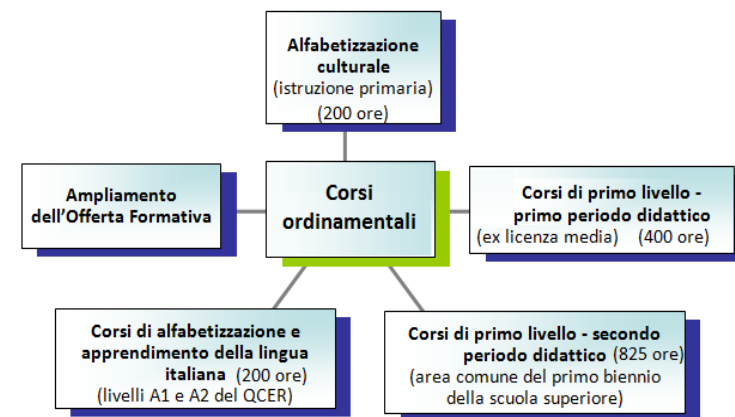 Alfabetizzazione
culturale
(istruzione primaria)
(200 ore)
Ampliamento
dell'Offerta Formativa
Corsi
ordinamentali
Corsi di primo livello -
primo periodo didattico
(ex licenza media) (400 ore)
Corsi di alfabetizzazione e
apprendimento della lingua
italiana (200 ore)
(livelli A1 e A2 del QCER)
Corsi di primo livello - secondo
periodo didattico (825 ore)
(area comune del primo biennio
della scuola superiore)